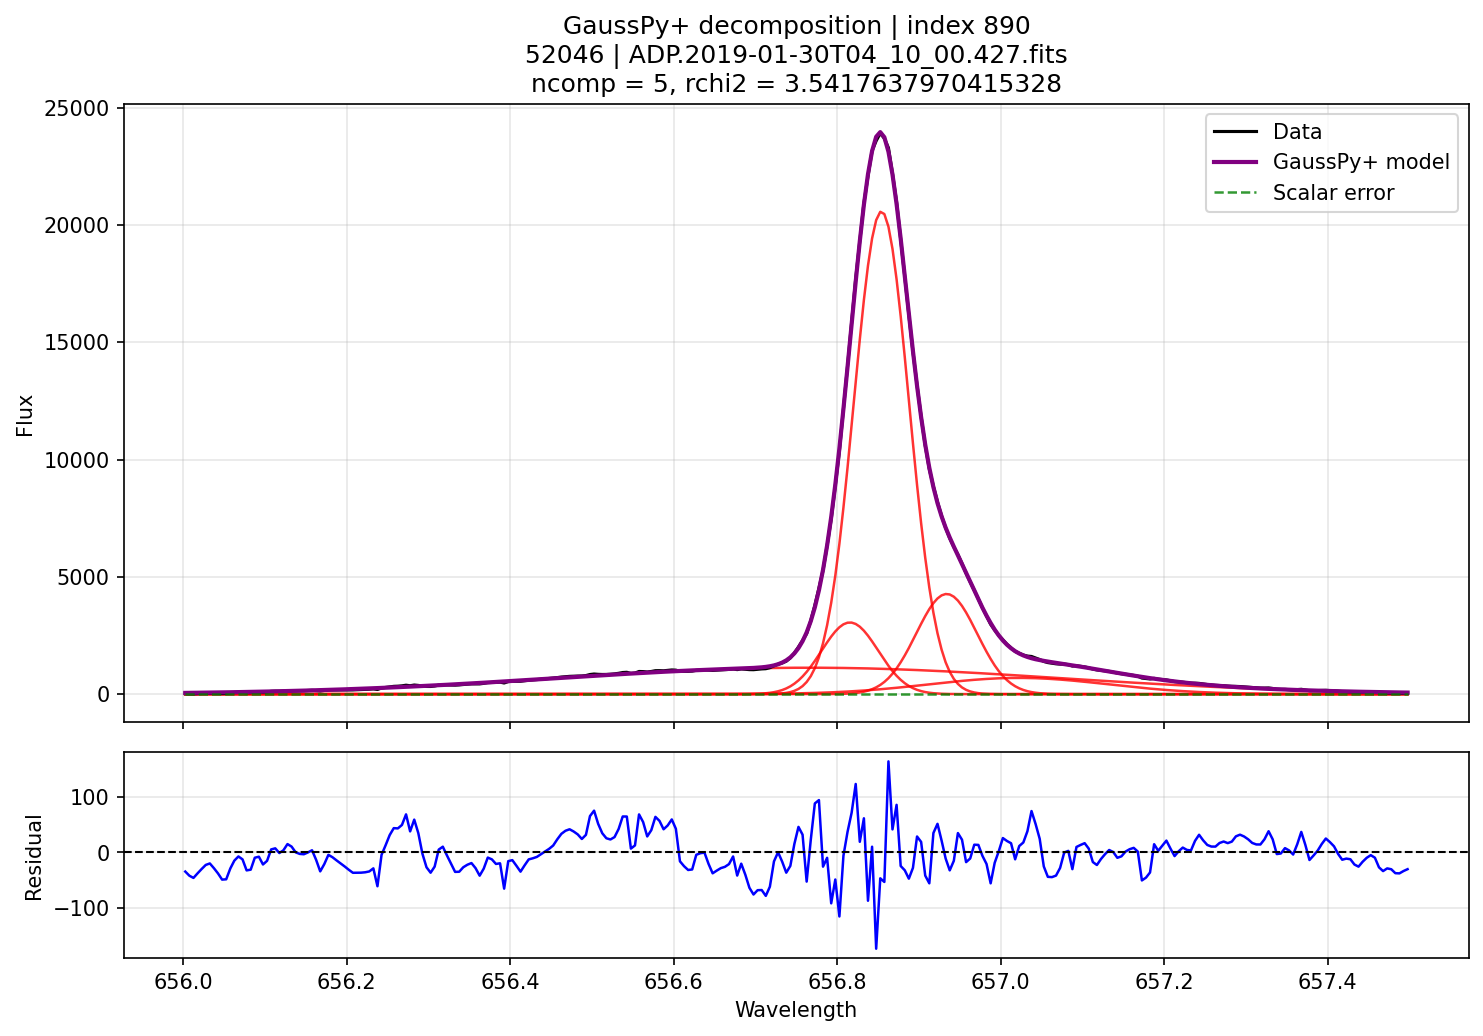 GaussPy+ decomposition | index 890
52046 | ADP.2019-01-30T04_10_00.427.fits
ncomp = 5, rchi2 = 3.5417637970415328
Data
GaussPy+ model
Scalar error
Flux
25000
20000
15000
10000
5000
0
Residual
100
0
−100
656.0 656.2 656.4 656.6 656.8 657.0 657.2 657.4
Wavelength